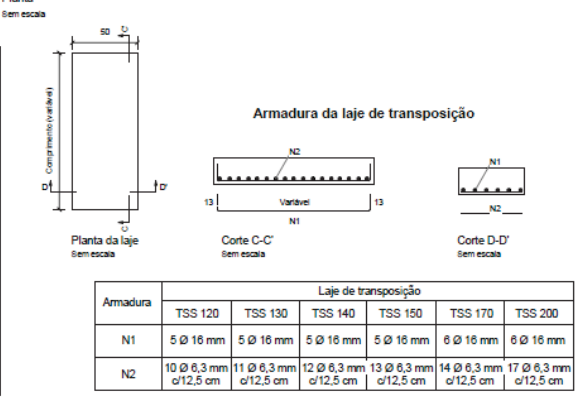 Planta
Sem escala
50
C
Comprimento (variável)
D
D'
C'
Planta da laje
Sem escala
Armadura da laje de transposição
N2
13
Variável
13
N1
Corte C-C'
Sem escala
N1
N2
Corte D-D'
Sem escala
Armadura
Laje de transposição
TSS 120 TSS 130 TSS 140 TSS 150 TSS 170 TSS 200
N1 5 Ø 16 mm 5 Ø 16 mm 5 Ø 16 mm 5 Ø 16 mm 6 Ø 16 mm 6 Ø 16 mm
N2 10 Ø 6,3 mm 11 Ø 6,3 mm 12 Ø 6,3 mm 13 Ø 6,3 mm 14 Ø 6,3 mm 17 Ø 6,3 mm
c/12,5 cm c/12,5 cm c/12,5 cm c/12,5 cm c/12,5 cm c/12,5 cm